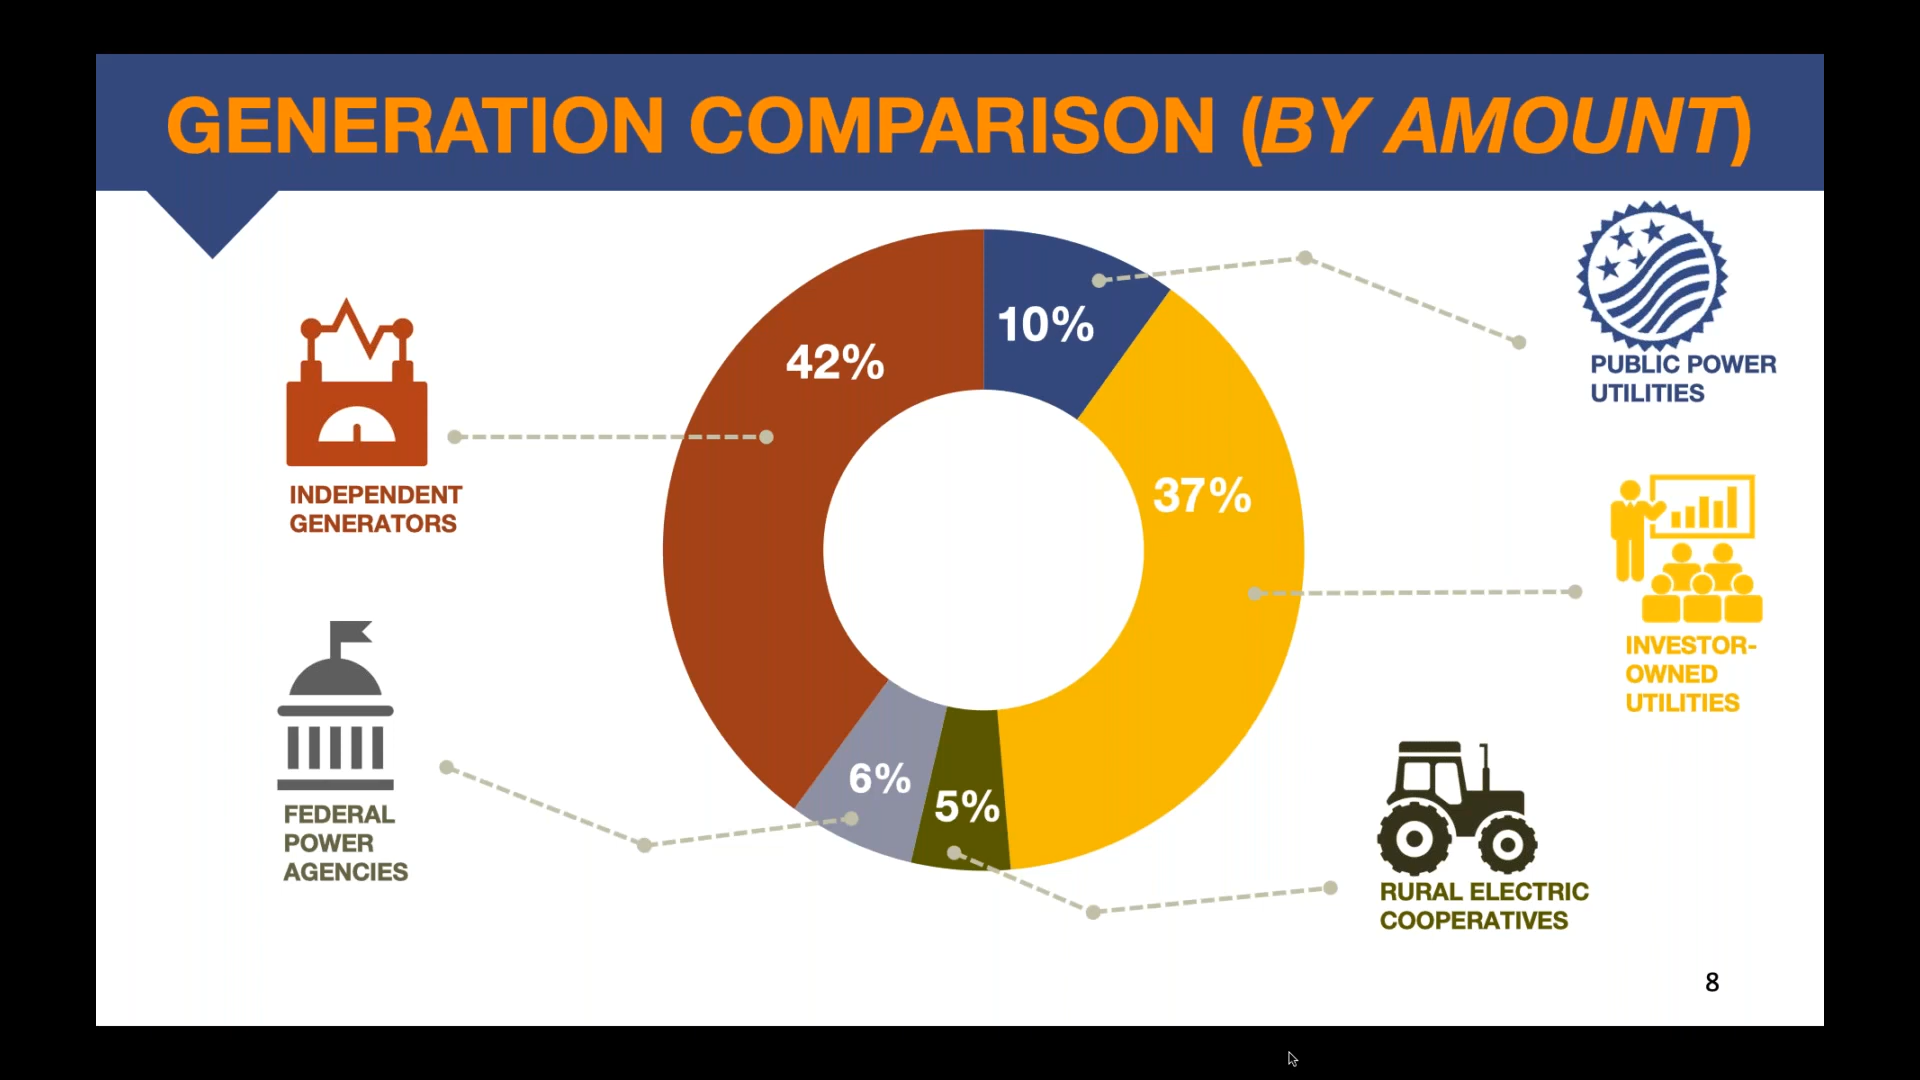 GENERATION COMPARISON (BY AMOUNT)
10%
42%
37%
6%
5%
PUBLIC POWER
UTILITIES
INDEPENDENT
GENERATORS
INVESTOR-
OWNED
UTILITIES
FEDERAL
POWER
AGENCIES
RURAL ELECTRIC
COOPERATIVES
8